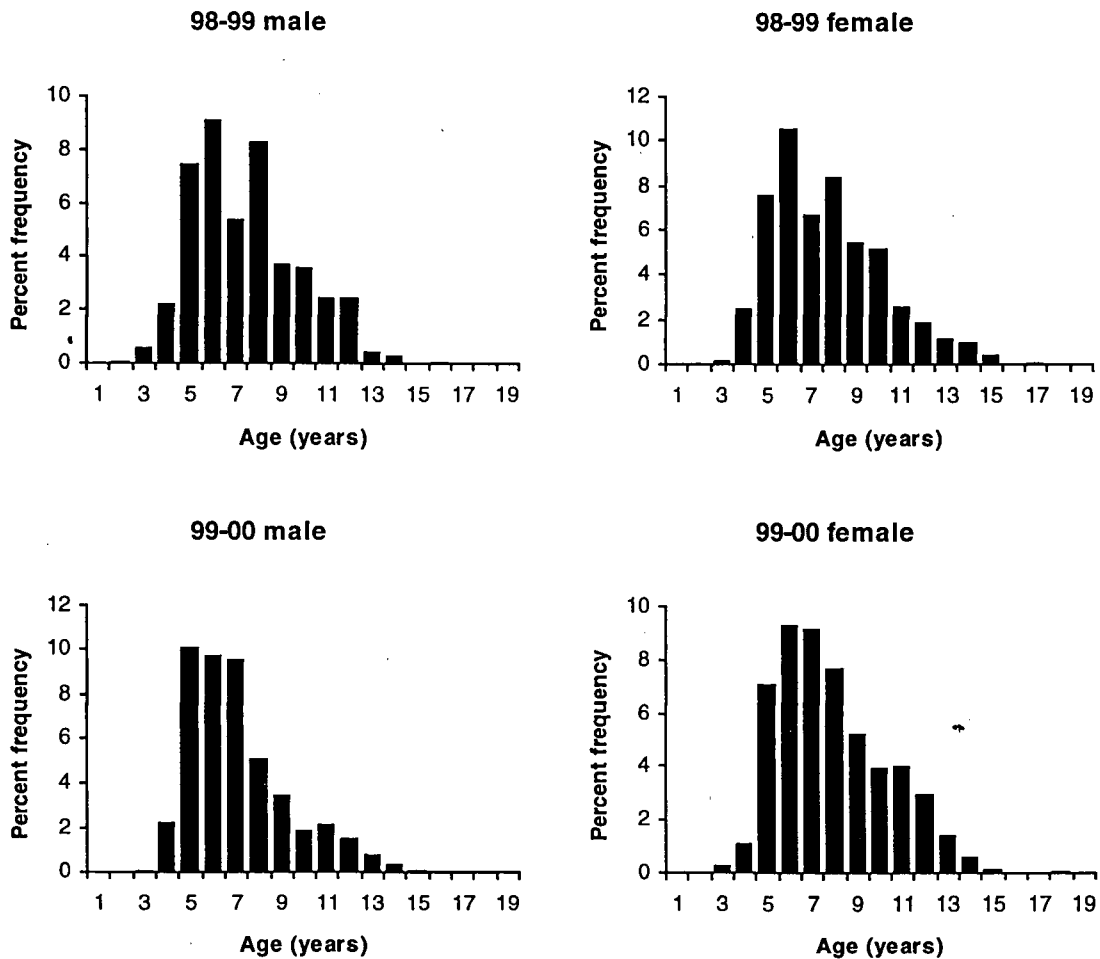 98-99 male
98-99 female
Percent frequency
10
8
6
4
2
0
1 3 5 7 9 11 13 15 17 19
Age (years)
Percent frequency
12
10
8
6
4
2
0
1 3 5 7 9 11 13 15 17 19
Age (years)
99-00 male
99-00 female
Percent frequency
12
10
8
6
4
2
0
1 3 5 7 9 11 13 15 17 19
Age (years)
Percent frequency
10
8
6
4
2
0
1 3 5 7 9 11 13 15 17 19
Age (years)